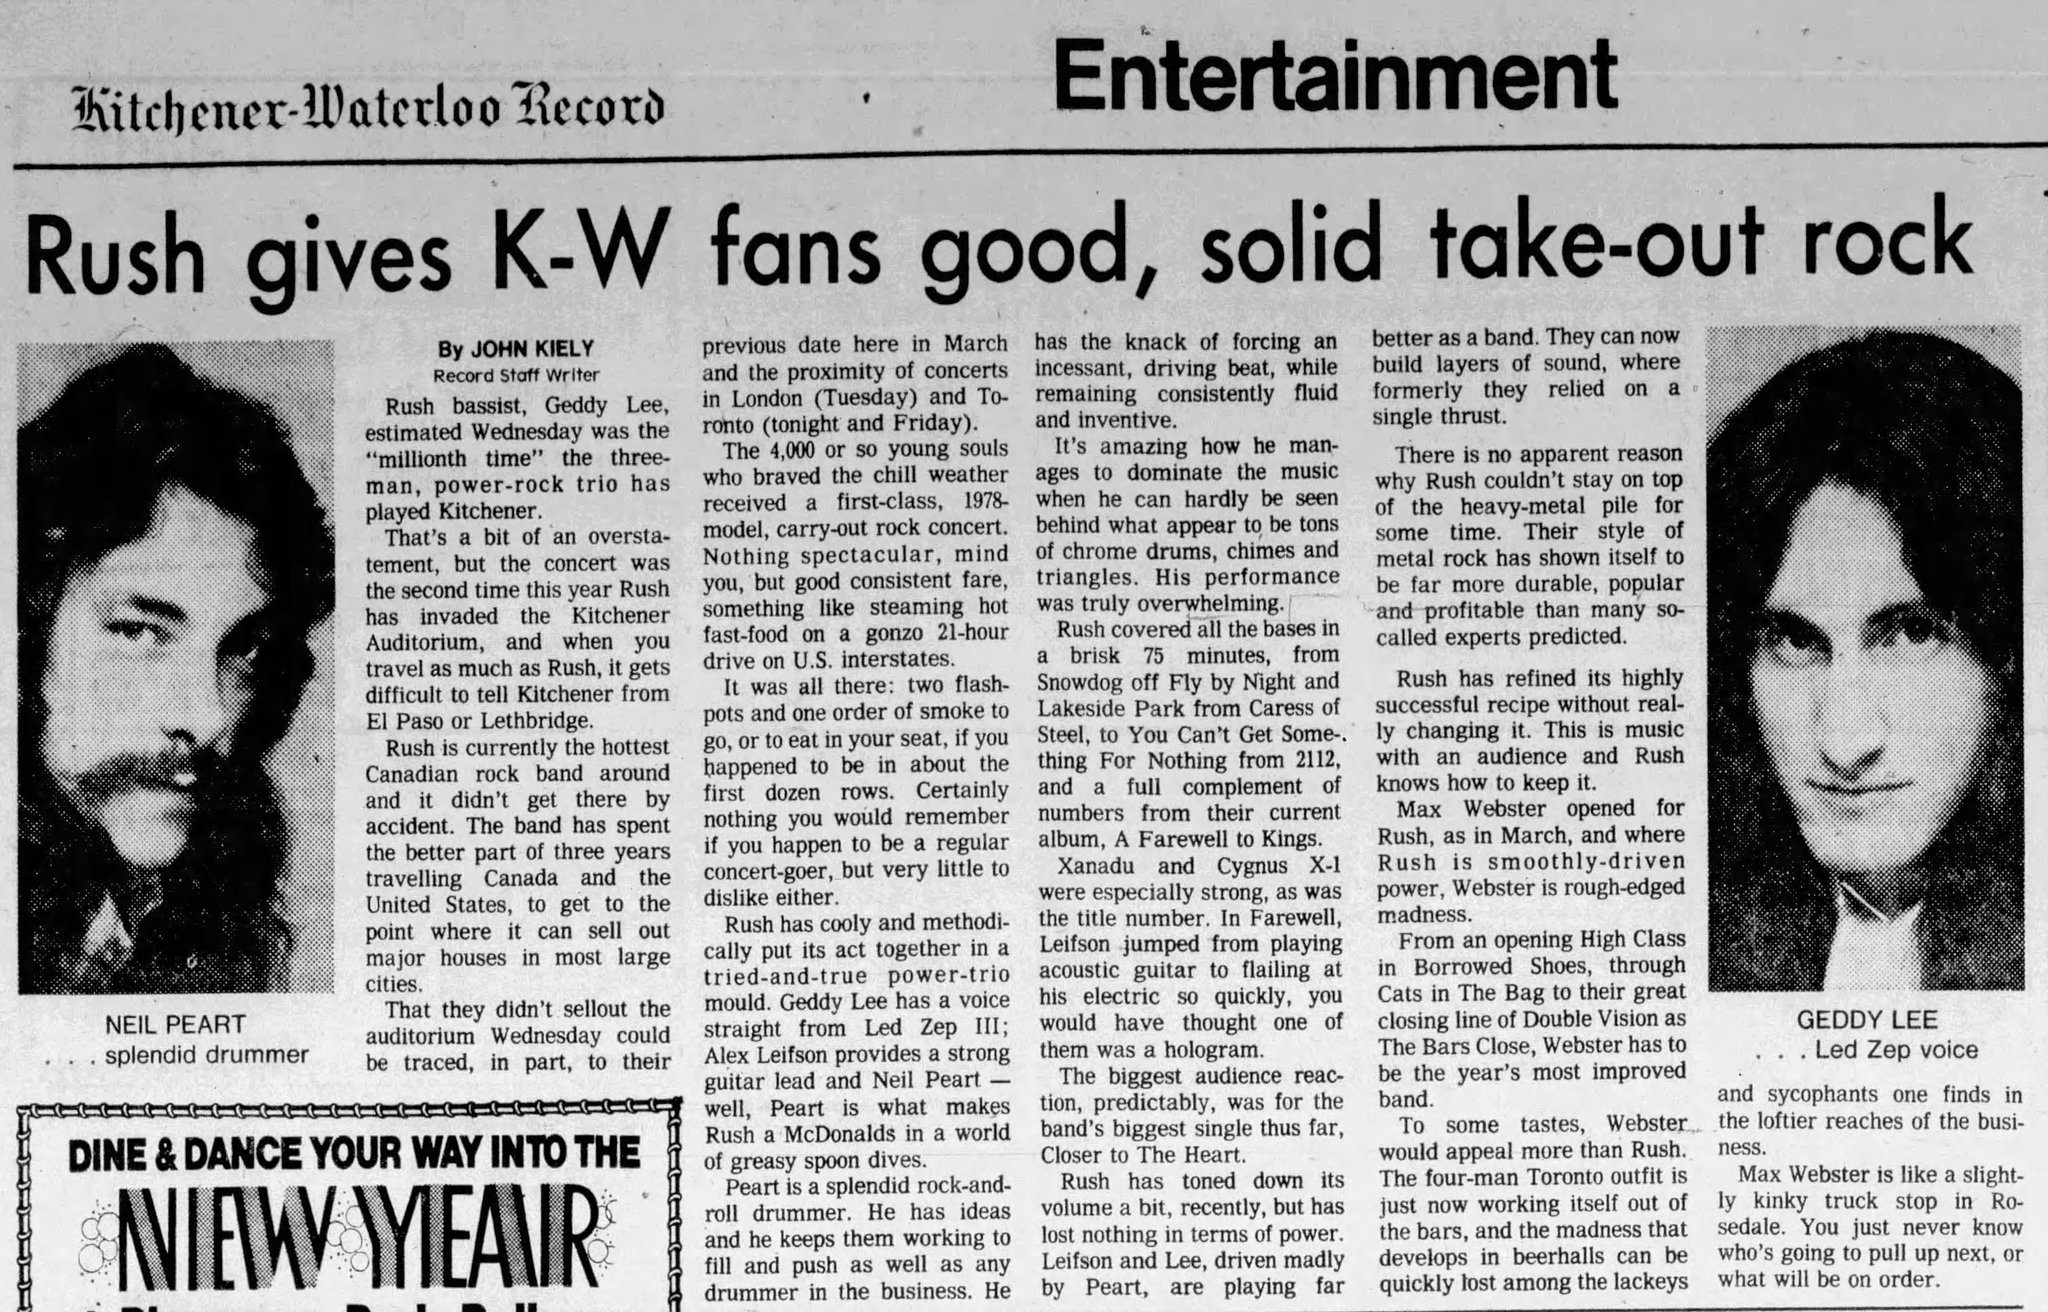 Kitchener-Waterloo Record
Entertainment
Rush gives K-W fans good, solid take-out rock
By JOHN KIELY
Record Staff Writer
Rush bassist, Geddy Lee,
estimated Wednesday was the
"millionth time" the three-
man, power-rock trio has
played Kitchener.
That's a bit of an oversta-
tement, but the concert was
the second time this year Rush
has invaded the Kitchener
Auditorium, and when you
travel as much as Rush, it gets
difficult to tell Kitchener from
El Paso or Lethbridge.
Rush is currently the hottest
Canadian rock band around
and it didn't get there by
accident. The band has spent
the better part of three years
travelling Canada and the
United States, to get to the
point where it can sell out
major houses in most large
cities.
That they didn't sellout the
auditorium Wednesday could
be traced, in part, to their
previous date here in March
and the proximity of concerts
in London (Tuesday) and To-
ronto (tonight and Friday).
The 4,000 or so young souls
who braved the chill weather
received a first-class, 1978-
model, carry-out rock concert.
Nothing spectacular, mind
you, but good consistent fare,
something like steaming hot
fast-food on a gonzo 21-hour
drive on U.S. interstates.
It was all there: two flash-
pots and one order of smoke to
go, or to eat in your seat, if you
happened to be in about the
first dozen rows. Certainly
nothing you would remember
if you happen to be a regular
concert-goer, but very little to
dislike either.
Rush has cooly and methodi-
cally put its act together in a
tried-and-true power-trio
mould. Geddy Lee has a voice
straight from Led Zep III;
Alex Leifson provides a strong
guitar lead and Neil Peart —
well, Peart is what makes
Rush a McDonalds in a world
of greasy spoon dives.
Peart is a splendid rock-and-
roll drummer. He has ideas
and he keeps them working to
fill and push as well as any
drummer in the business. He
has the knack of forcing an
incessant, driving beat, while
remaining consistently fluid
and inventive.
It's amazing how he man-
ages to dominate the music
when he can hardly be seen
behind what appear to be tons
of chrome drums, chimes and
triangles. His performance
was truly overwhelming.
Rush covered all the bases in
a brisk 75 minutes, from
Snowdog off Fly by Night and
Lakeside Park from Caress of
Steel, to You Can't Get Some-
thing For Nothing from 2112,
and a full complement of
numbers from their current
album, A Farewell to Kings.
Xanadu and Cygnus X-1
were especially strong, as was
the title number. In Farewell,
Leifson jumped from playing
acoustic guitar to flailing at
his electric so quickly, you
would have thought one of
them was a hologram.
The biggest audience reac-
tion, predictably, was for the
band's biggest single thus far,
Closer to The Heart.
Rush has toned down its
volume a bit, recently, but has
lost nothing in terms of power.
Leifson and Lee, driven madly
by Peart, are playing far
better as a band. They can now
build layers of sound, where
formerly they relied on a
single thrust.
There is no apparent reason
why Rush couldn't stay on top
of the heavy-metal pile for
some time. Their style of
metal rock has shown itself to
be far more durable, popular
and profitable than many so-
called experts predicted.
Rush has refined its highly
successful recipe without real-
ly changing it. This is music
with an audience and Rush
knows how to keep it.
Max Webster opened for
Rush, as in March, and where
Rush is smoothly-driven
power, Webster is rough-edged
madness.
From an opening High Class
in Borrowed Shoes, through
Cats in The Bag to their great
closing line of Double Vision as
The Bars Close, Webster has to
be the year's most improved
band.
To some tastes, Webster
would appeal more than Rush.
The four-man Toronto outfit is
just now working itself out of
the bars, and the madness that
develops in beerhalls can be
quickly lost among the lackeys
and sycophants one finds in
the loftier reaches of the busi-
ness.
Max Webster is like a slight-
ly kinky truck stop in Ro-
sedale. You just never know
who's going to pull up next, or
what will be on order.
NEIL PEART
. . . splendid drummer
GEDDY LEE
. . . Led Zep voice
DINE & DANCE YOUR WAY INTO THE
NEW YEAR